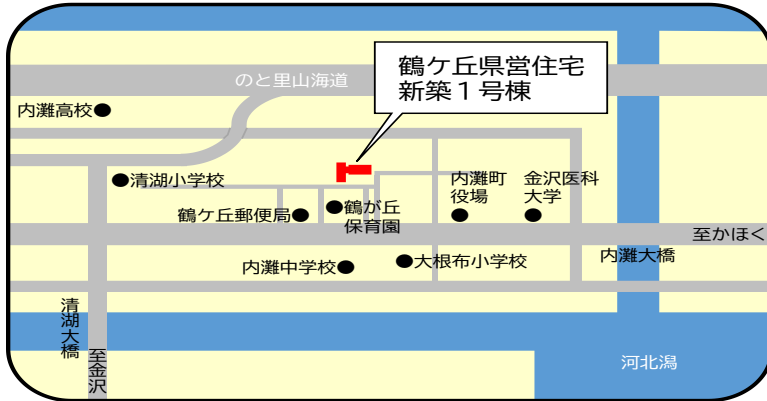 鶴ケ丘県営住宅
新築１号棟
のと里山海道
内灘高校
清湖小学校
内灘町
役場
金沢医科
大学
鶴ケ丘郵便局
鶴が丘
保育園
至かほく
内灘中学校
大根布小学校
内灘大橋
清湖大橋
至金沢
河北潟